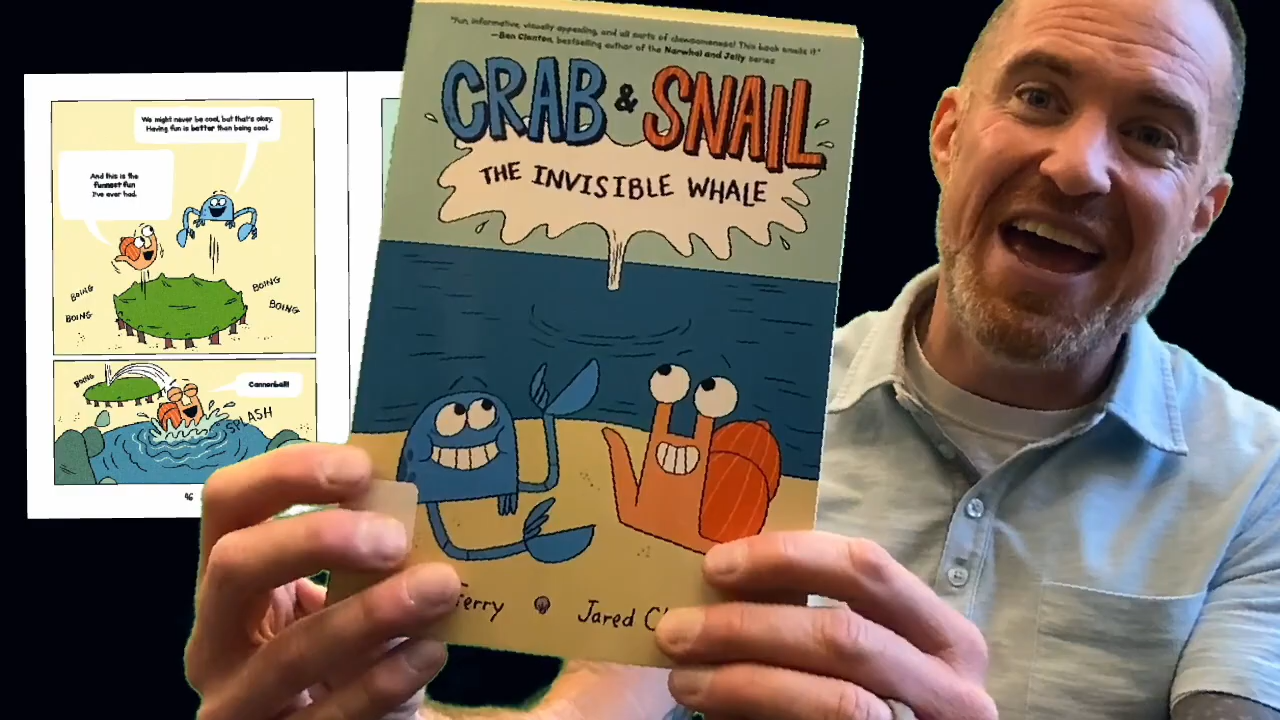 "Fun, informative, visually appealing, and all sorts of clawsomeness! This book snails it!"
—Ben Clanton, bestselling author of the Narwhal and Jelly series
CRAB & SNAIL
THE INVISIBLE WHALE
Ferry
Jared
We might never be cool, but that's okay.
Having fun is better than being cool.
And this is the
funnest fun
I've ever had.
BOING
BOING
BOING
BOING
BOING
Cannonball!
SPLASH
46